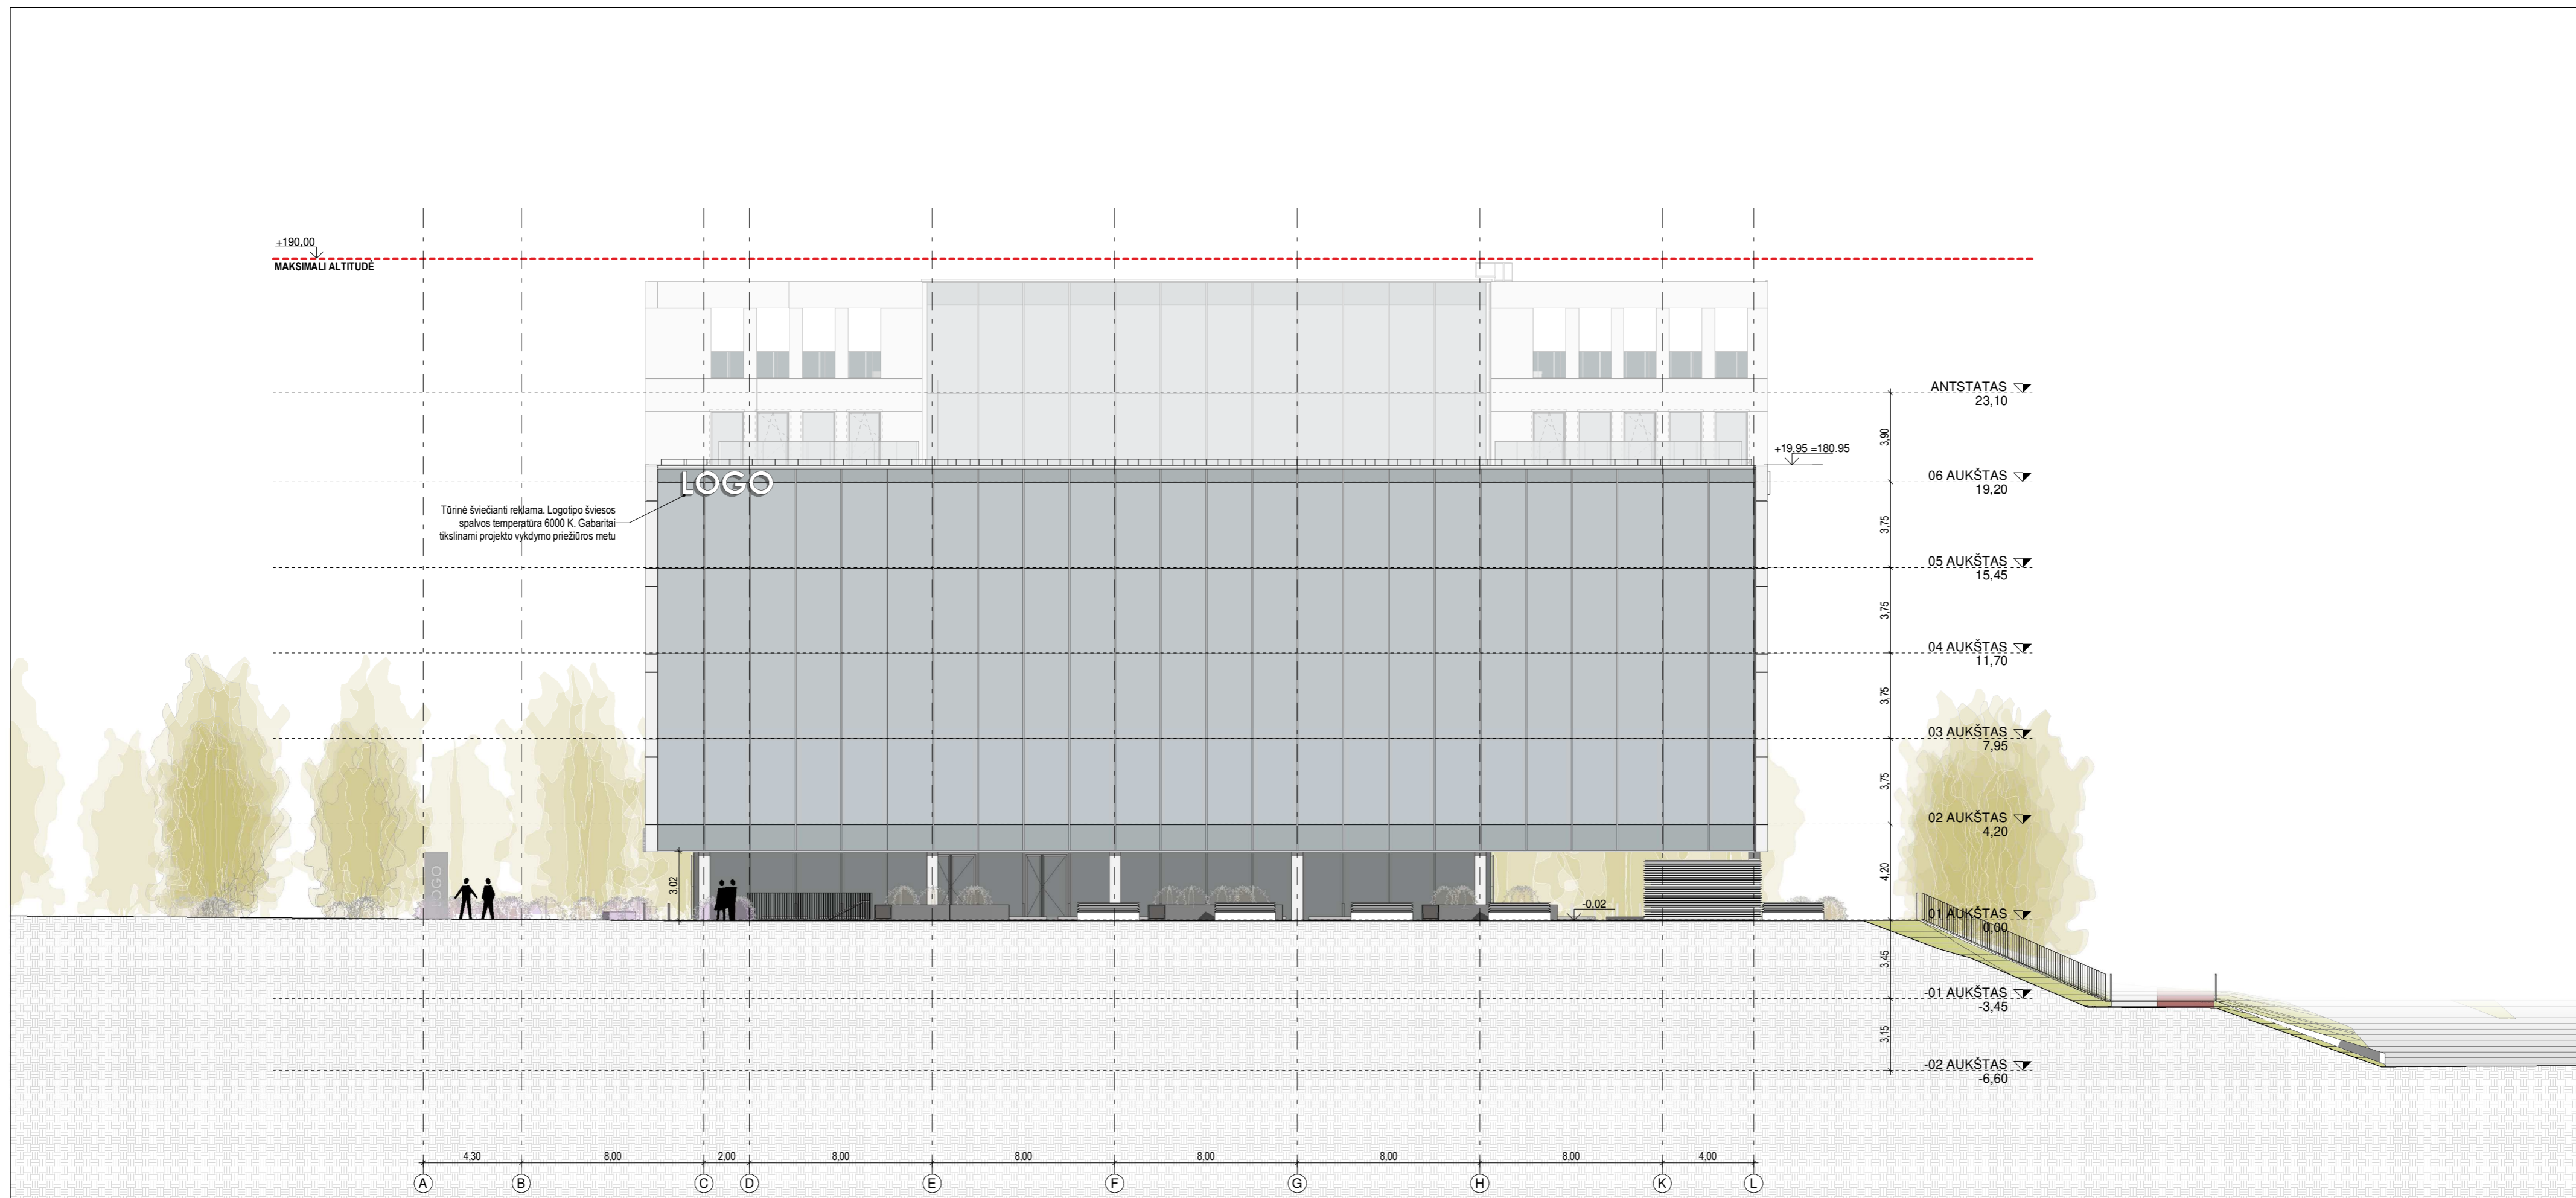 +190,00
MAKSIMALI ALTITUDĖ
ANTSTATAS
23,10
3,90
+19,95 =180.95
LOGO
06 AUKŠTAS
19,20
Tūrinė šviečianti reklama. Logotipo šviesos
spalvos temperatūra 6000 K. Gabaritai
tikslinami projekto vykdymo priežiūros metu
3,75
05 AUKŠTAS
15,45
3,75
04 AUKŠTAS
11,70
3,75
03 AUKŠTAS
7,95
3,75
02 AUKŠTAS
4,20
4,20
LOGO
3,02
-0,02
01 AUKŠTAS
0,00
3,45
-01 AUKŠTAS
-3,45
3,15
-02 AUKŠTAS
-6,60
4,30 8,00 2,00 8,00 8,00 8,00 8,00 8,00 4,00
A B C D E F G H K L